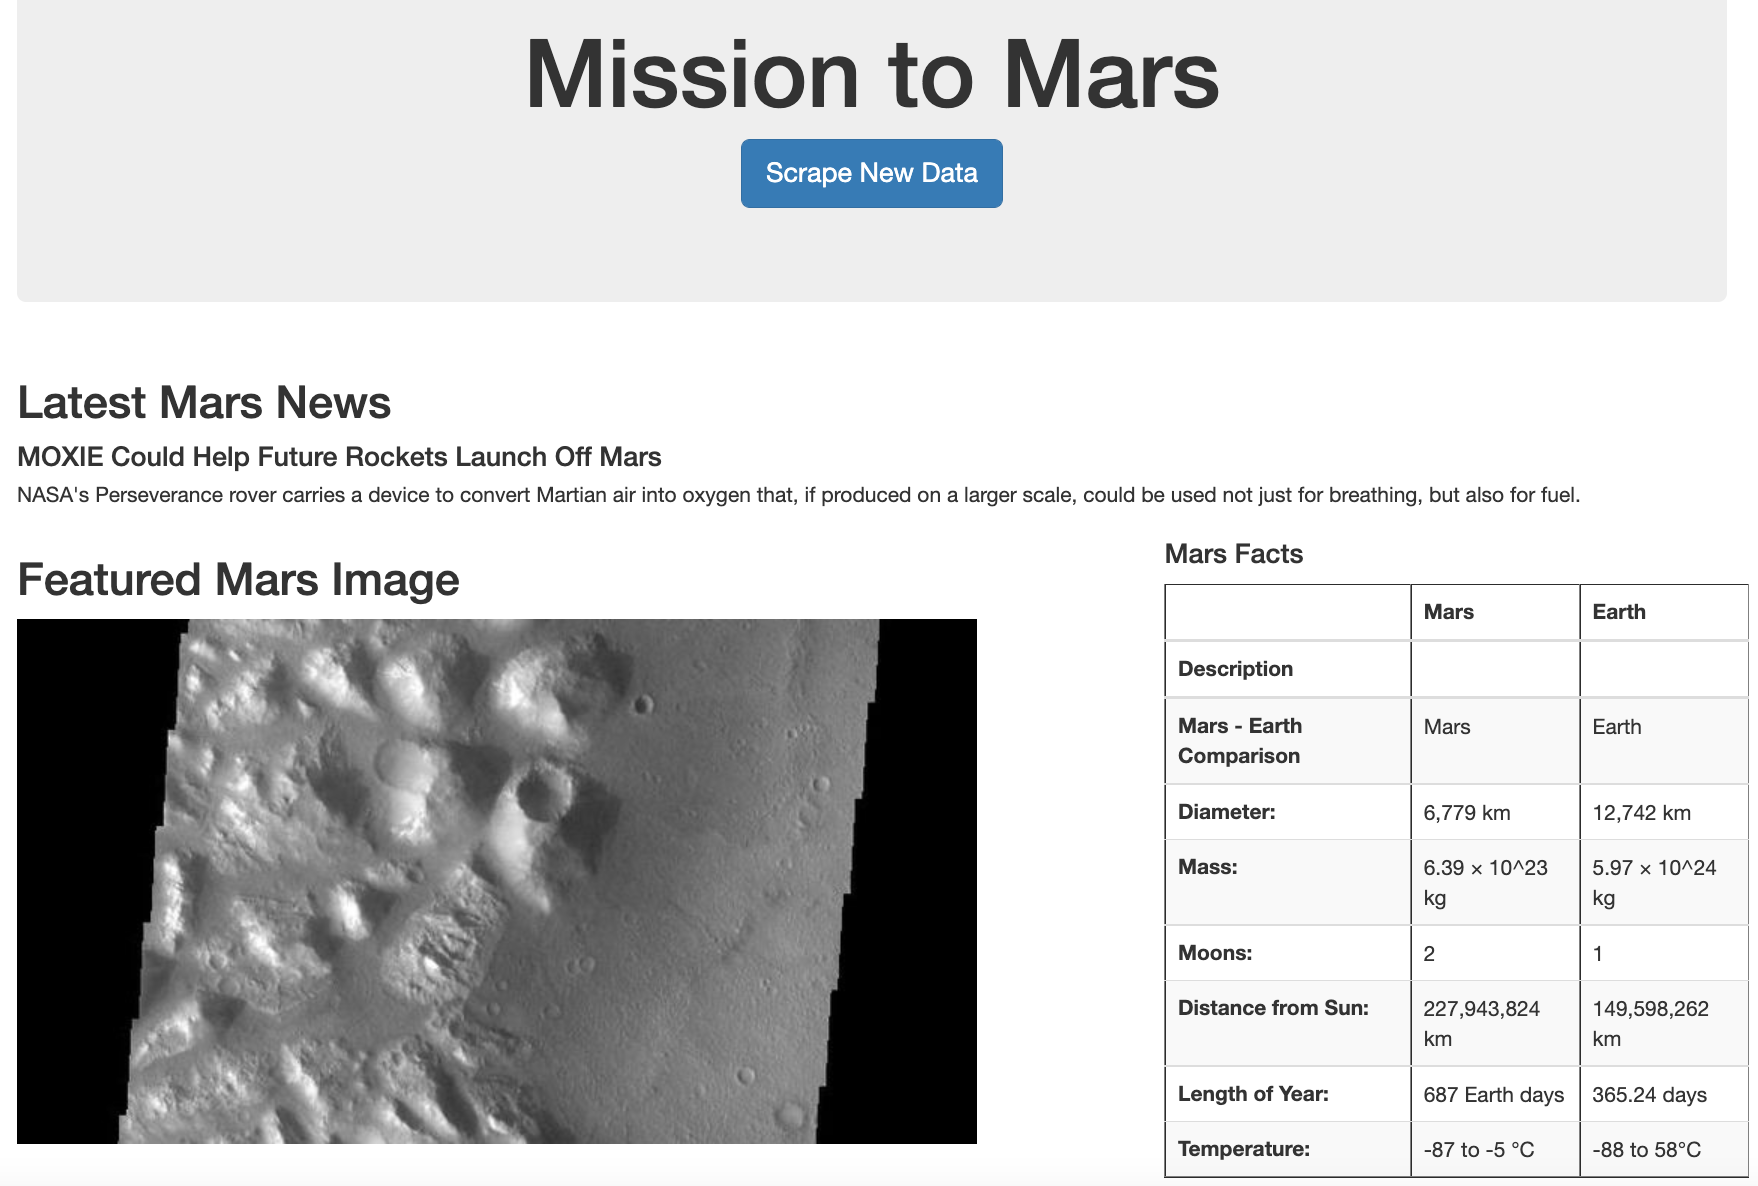 Mission to Mars
Scrape New Data
Latest Mars News
MOXIE Could Help Future Rockets Launch Off Mars
NASA's Perseverance rover carries a device to convert Martian air into oxygen that, if produced on a larger scale, could be used not just for breathing, but also for fuel.
Featured Mars Image
Mars Facts
Mars Earth
Description
Mars - Earth Comparison Mars Earth
Diameter: 6,779 km 12,742 km
Mass: 6.39 × 10^23 kg 5.97 × 10^24 kg
Moons: 2 1
Distance from Sun: 227,943,824 km 149,598,262 km
Length of Year: 687 Earth days 365.24 days
Temperature: -87 to -5 °C -88 to 58°C